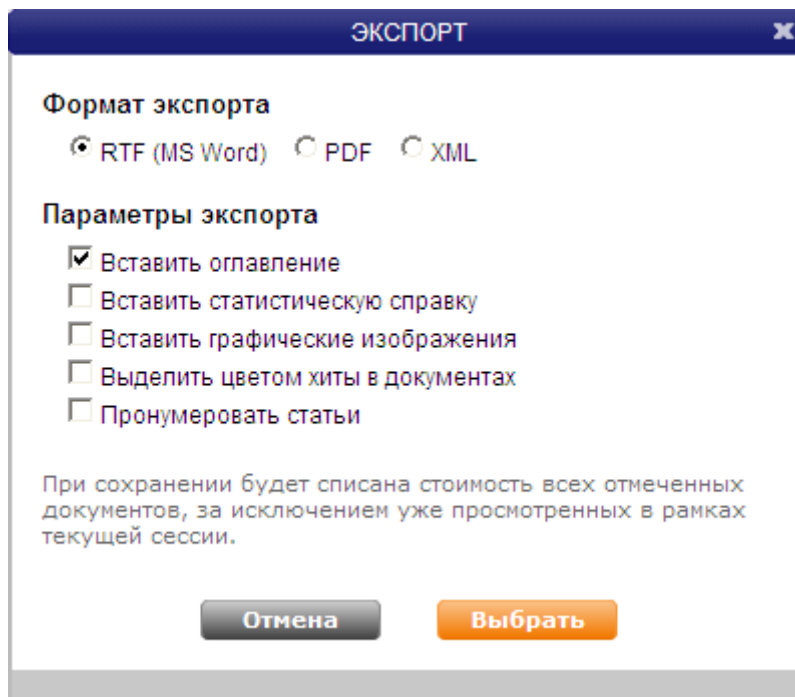 ЭКСПОРТ
Формат экспорта
RTF (MS Word) PDF XML
Параметры экспорта
Вставить оглавление
Вставить статистическую справку
Вставить графические изображения
Выделить цветом хиты в документах
Пронумеровать статьи
При сохранении будет списана стоимость всех отмеченных
документов, за исключением уже просмотренных в рамках
текущей сессии.
Отмена Выбрать